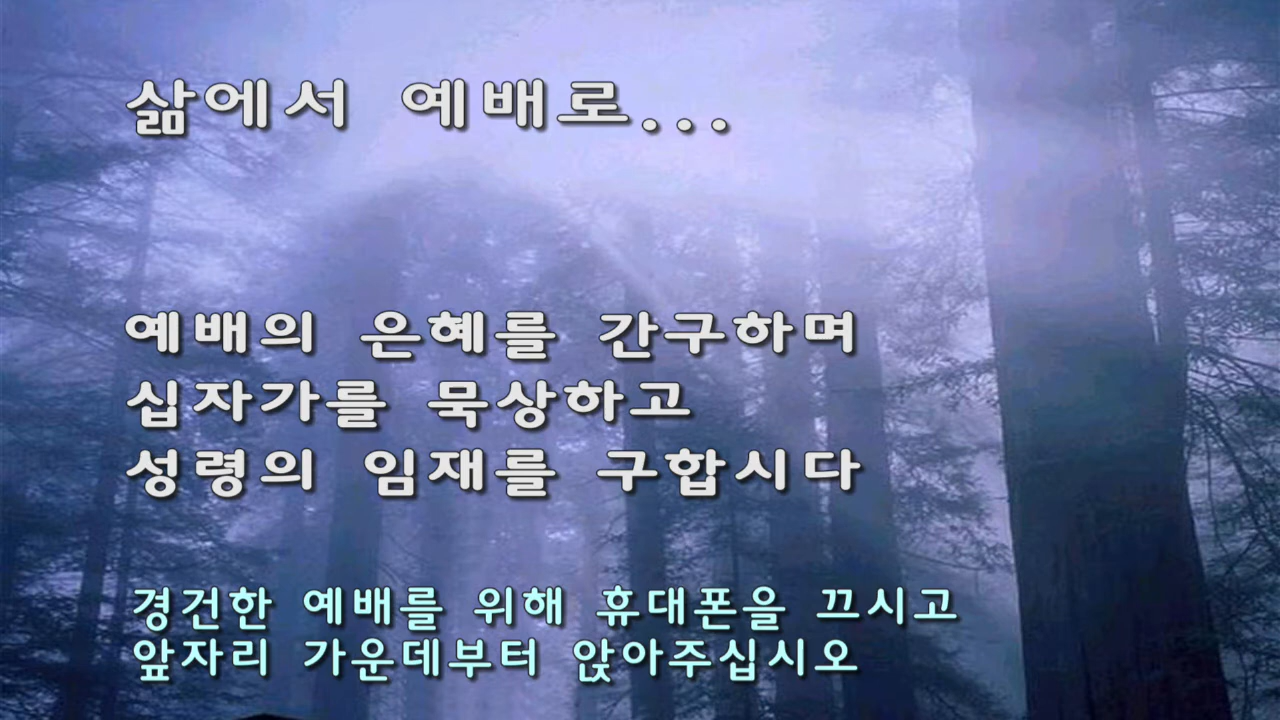 삶에서 예배로...
예배의 은혜를 간구하며
십자가를 묵상하고
성령의 임재를 구합시다
경건한 예배를 위해 휴대폰을 끄시고
앞자리 가운데부터 앉아주십시오